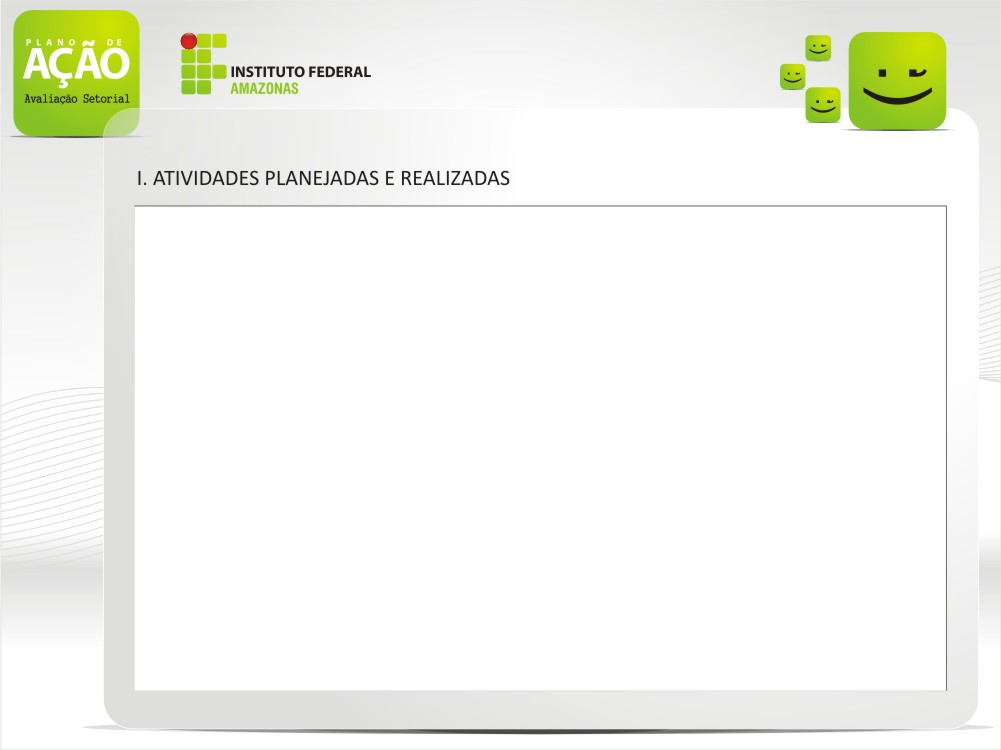 PLANO DE
AÇÃO
Avaliação Setorial
INSTITUTO FEDERAL
AMAZONAS
I. ATIVIDADES PLANEJADAS E REALIZADAS